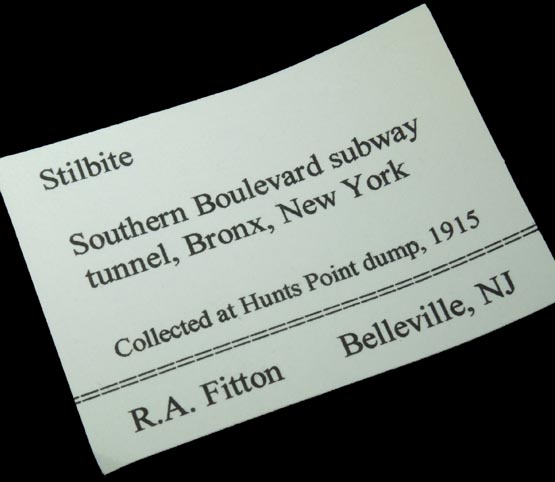 Stilbite
Southern Boulevard subway
tunnel, Bronx, New York
Collected at Hunts Point dump, 1915
R.A. Fitton Belleville, NJ